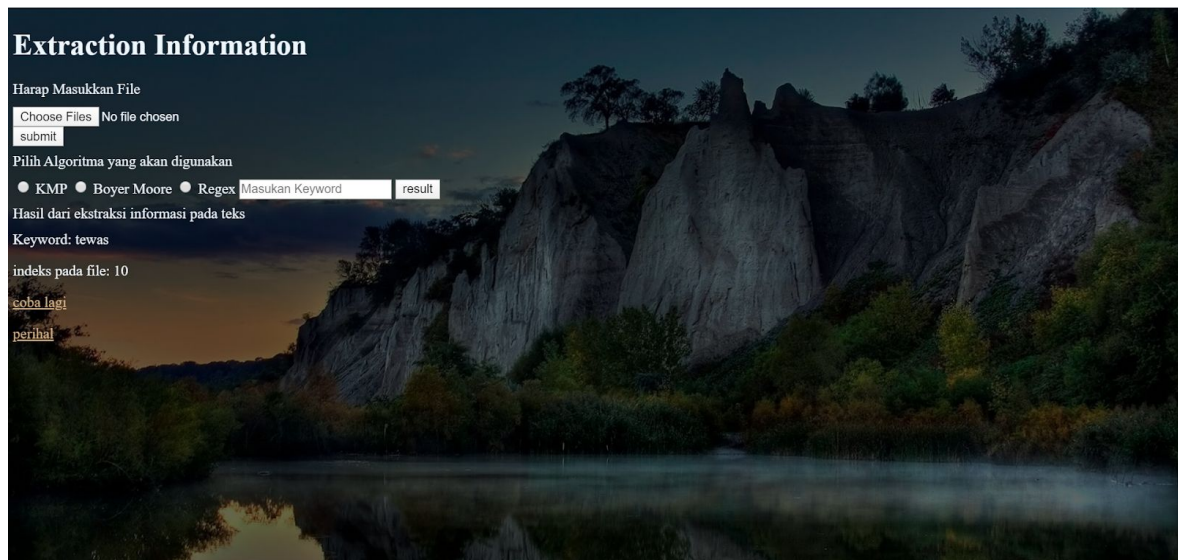 Extraction Information
Harap Masukkan File
Choose Files No file chosen
submit
Pilih Algoritma yang akan digunakan
KMP Boyer Moore Regex Masukan Keyword result
Hasil dari ekstraksi informasi pada teks
Keyword: tewas
indeks pada file: 10
coba lagi
perihal